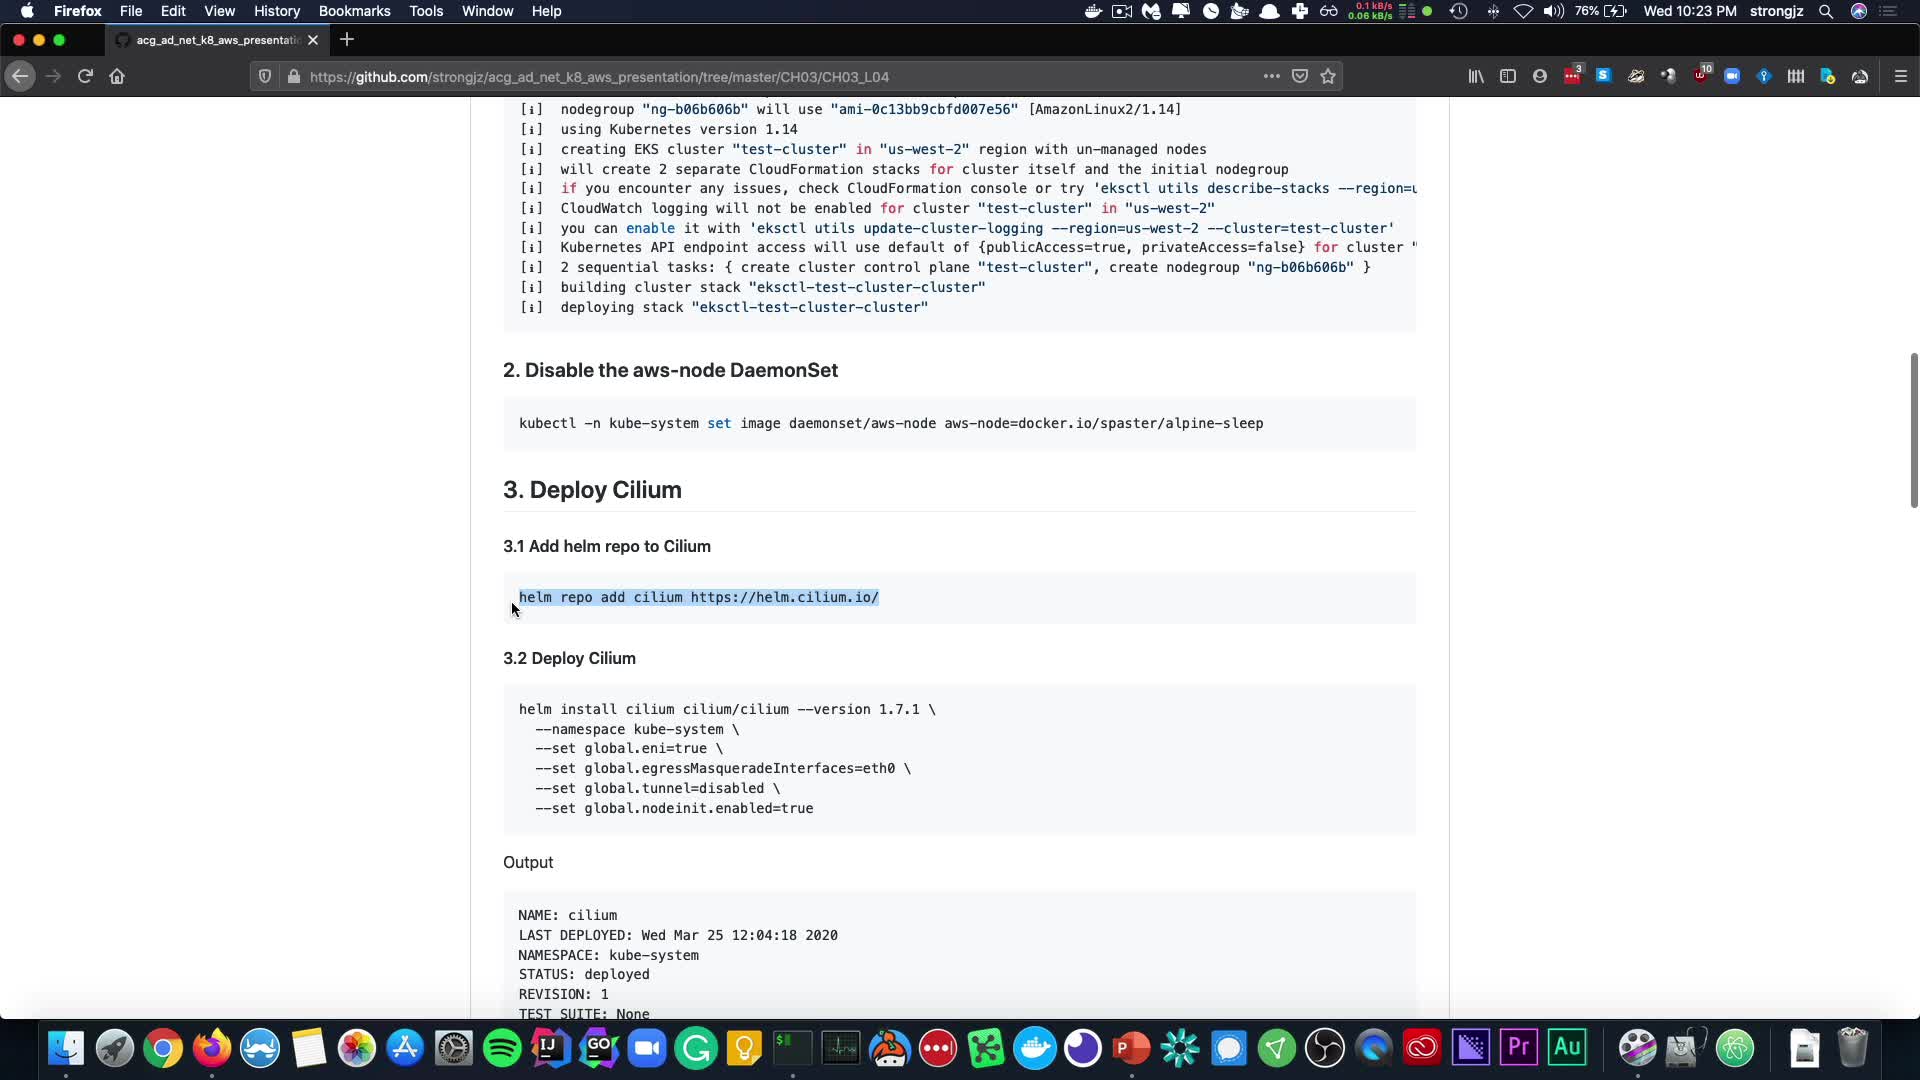 Firefox File Edit View History Bookmarks Tools Window Help
0.1 kB/s
0.06 kB/s
76%
Wed 10:23 PM strongjz
acg_ad_net_k8_aws_presentatio
https://github.com/strongjz/acg_ad_net_k8_aws_presentation/tree/master/CH03/CH03_L04
3
10
[i] nodegroup "ng-b06b606b" will use "ami-0c13bb9cbfd007e56" [AmazonLinux2/1.14]
[i] using Kubernetes version 1.14
[i] creating EKS cluster "test-cluster" in "us-west-2" region with un-managed nodes
[i] will create 2 separate CloudFormation stacks for cluster itself and the initial nodegroup
[i] if you encounter any issues, check CloudFormation console or try 'eksctl utils describe-stacks --region=u
[i] CloudWatch logging will not be enabled for cluster "test-cluster" in "us-west-2"
[i] you can enable it with 'eksctl utils update-cluster-logging --region=us-west-2 --cluster=test-cluster'
[i] Kubernetes API endpoint access will use default of {publicAccess=true, privateAccess=false} for cluster "
[i] 2 sequential tasks: { create cluster control plane "test-cluster", create nodegroup "ng-b06b606b" }
[i] building cluster stack "eksctl-test-cluster-cluster"
[i] deploying stack "eksctl-test-cluster-cluster"
2. Disable the aws-node DaemonSet
kubectl -n kube-system set image daemonset/aws-node aws-node=docker.io/spaster/alpine-sleep
3. Deploy Cilium
3.1 Add helm repo to Cilium
helm repo add cilium https://helm.cilium.io/
3.2 Deploy Cilium
helm install cilium cilium/cilium --version 1.7.1 \
--namespace kube-system \
--set global.eni=true \
--set global.egressMasqueradeInterfaces=eth0 \
--set global.tunnel=disabled \
--set global.nodeinit.enabled=true
Output
NAME: cilium
LAST DEPLOYED: Wed Mar 25 12:04:18 2020
NAMESPACE: kube-system
STATUS: deployed
REVISION: 1
TEST SUITE: None
IJ GO $ P Pr Au